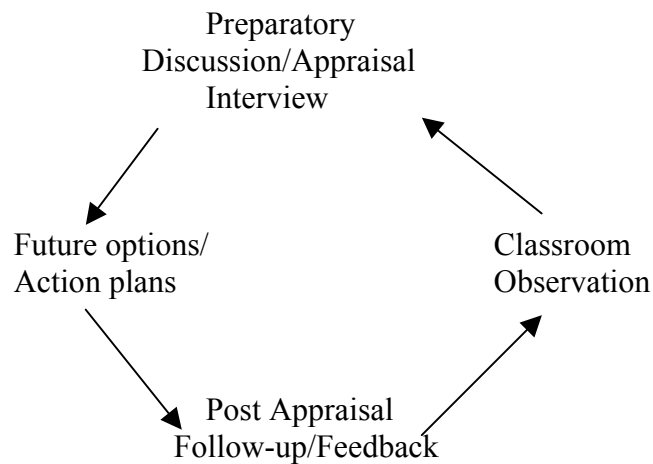 Preparatory
Discussion/Appraisal
Interview
Future options/
Action plans
Classroom
Observation
Post Appraisal
Follow-up/Feedback